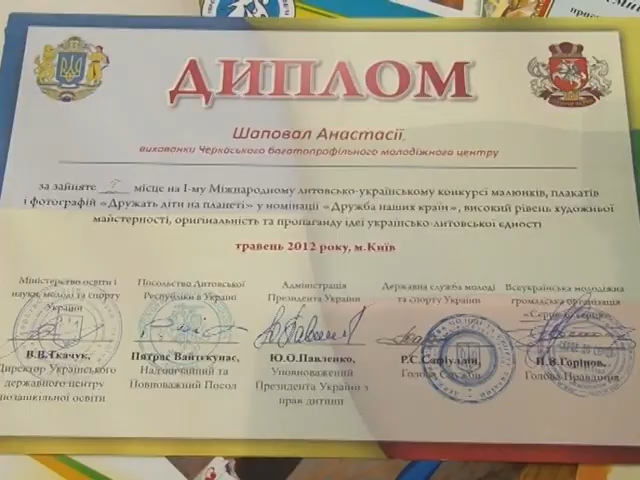 ДИПЛОМ
Шаповал Анастасії,
вихованки Черкаського багатопрофільного молодіжного центру
за зайняте місце на І-му Міжнародному литовсько-українському конкурсі малюнків, плакатів
і фотографій «Дружать діти на планеті» у номінації «Дружба наших країн», високий рівень художньої
майстерності, оригінальність та пропаганду ідеї українсько-литовської єдності
травень 2012 року, м.Київ
Міністерство освіти і
науки, молоді та спорту
України
В.В.Ткачук,
Директор Українського
державного центру
позашкільної освіти
Посольство Литовської
Республіки в Україні
Пятрас Вайтєкунас,
Надзвичайний та
Повноважний Посол
Адміністрація
Президента України
Ю.О.Павленко,
Уповноважений
Президента України з
прав дитини
Державна служба молоді
та спорту України
Р.С.Сафіуллін,
Голова Служби
Всеукраїнська молодіжна
громадська організація
И.В.Горінов,
Голова Правління